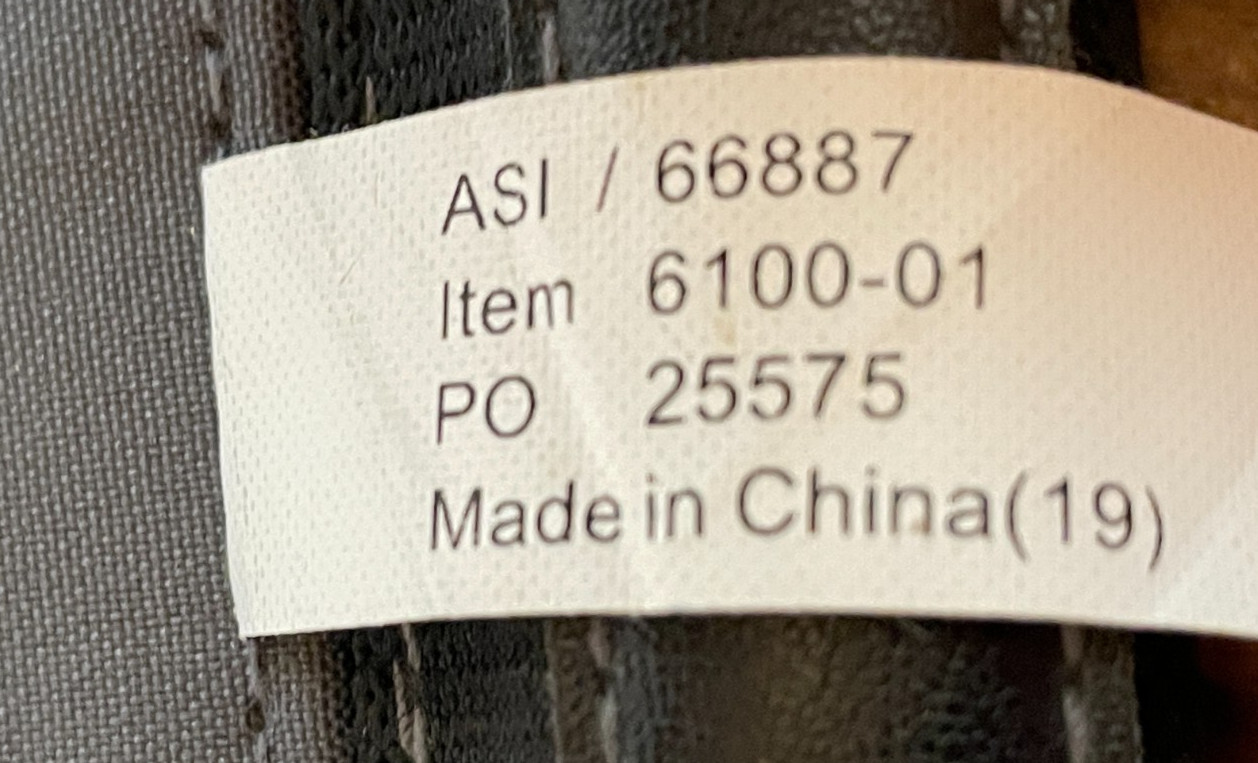 ASI / 66887
Item 6100-01
PO 25575
Made in China(19)